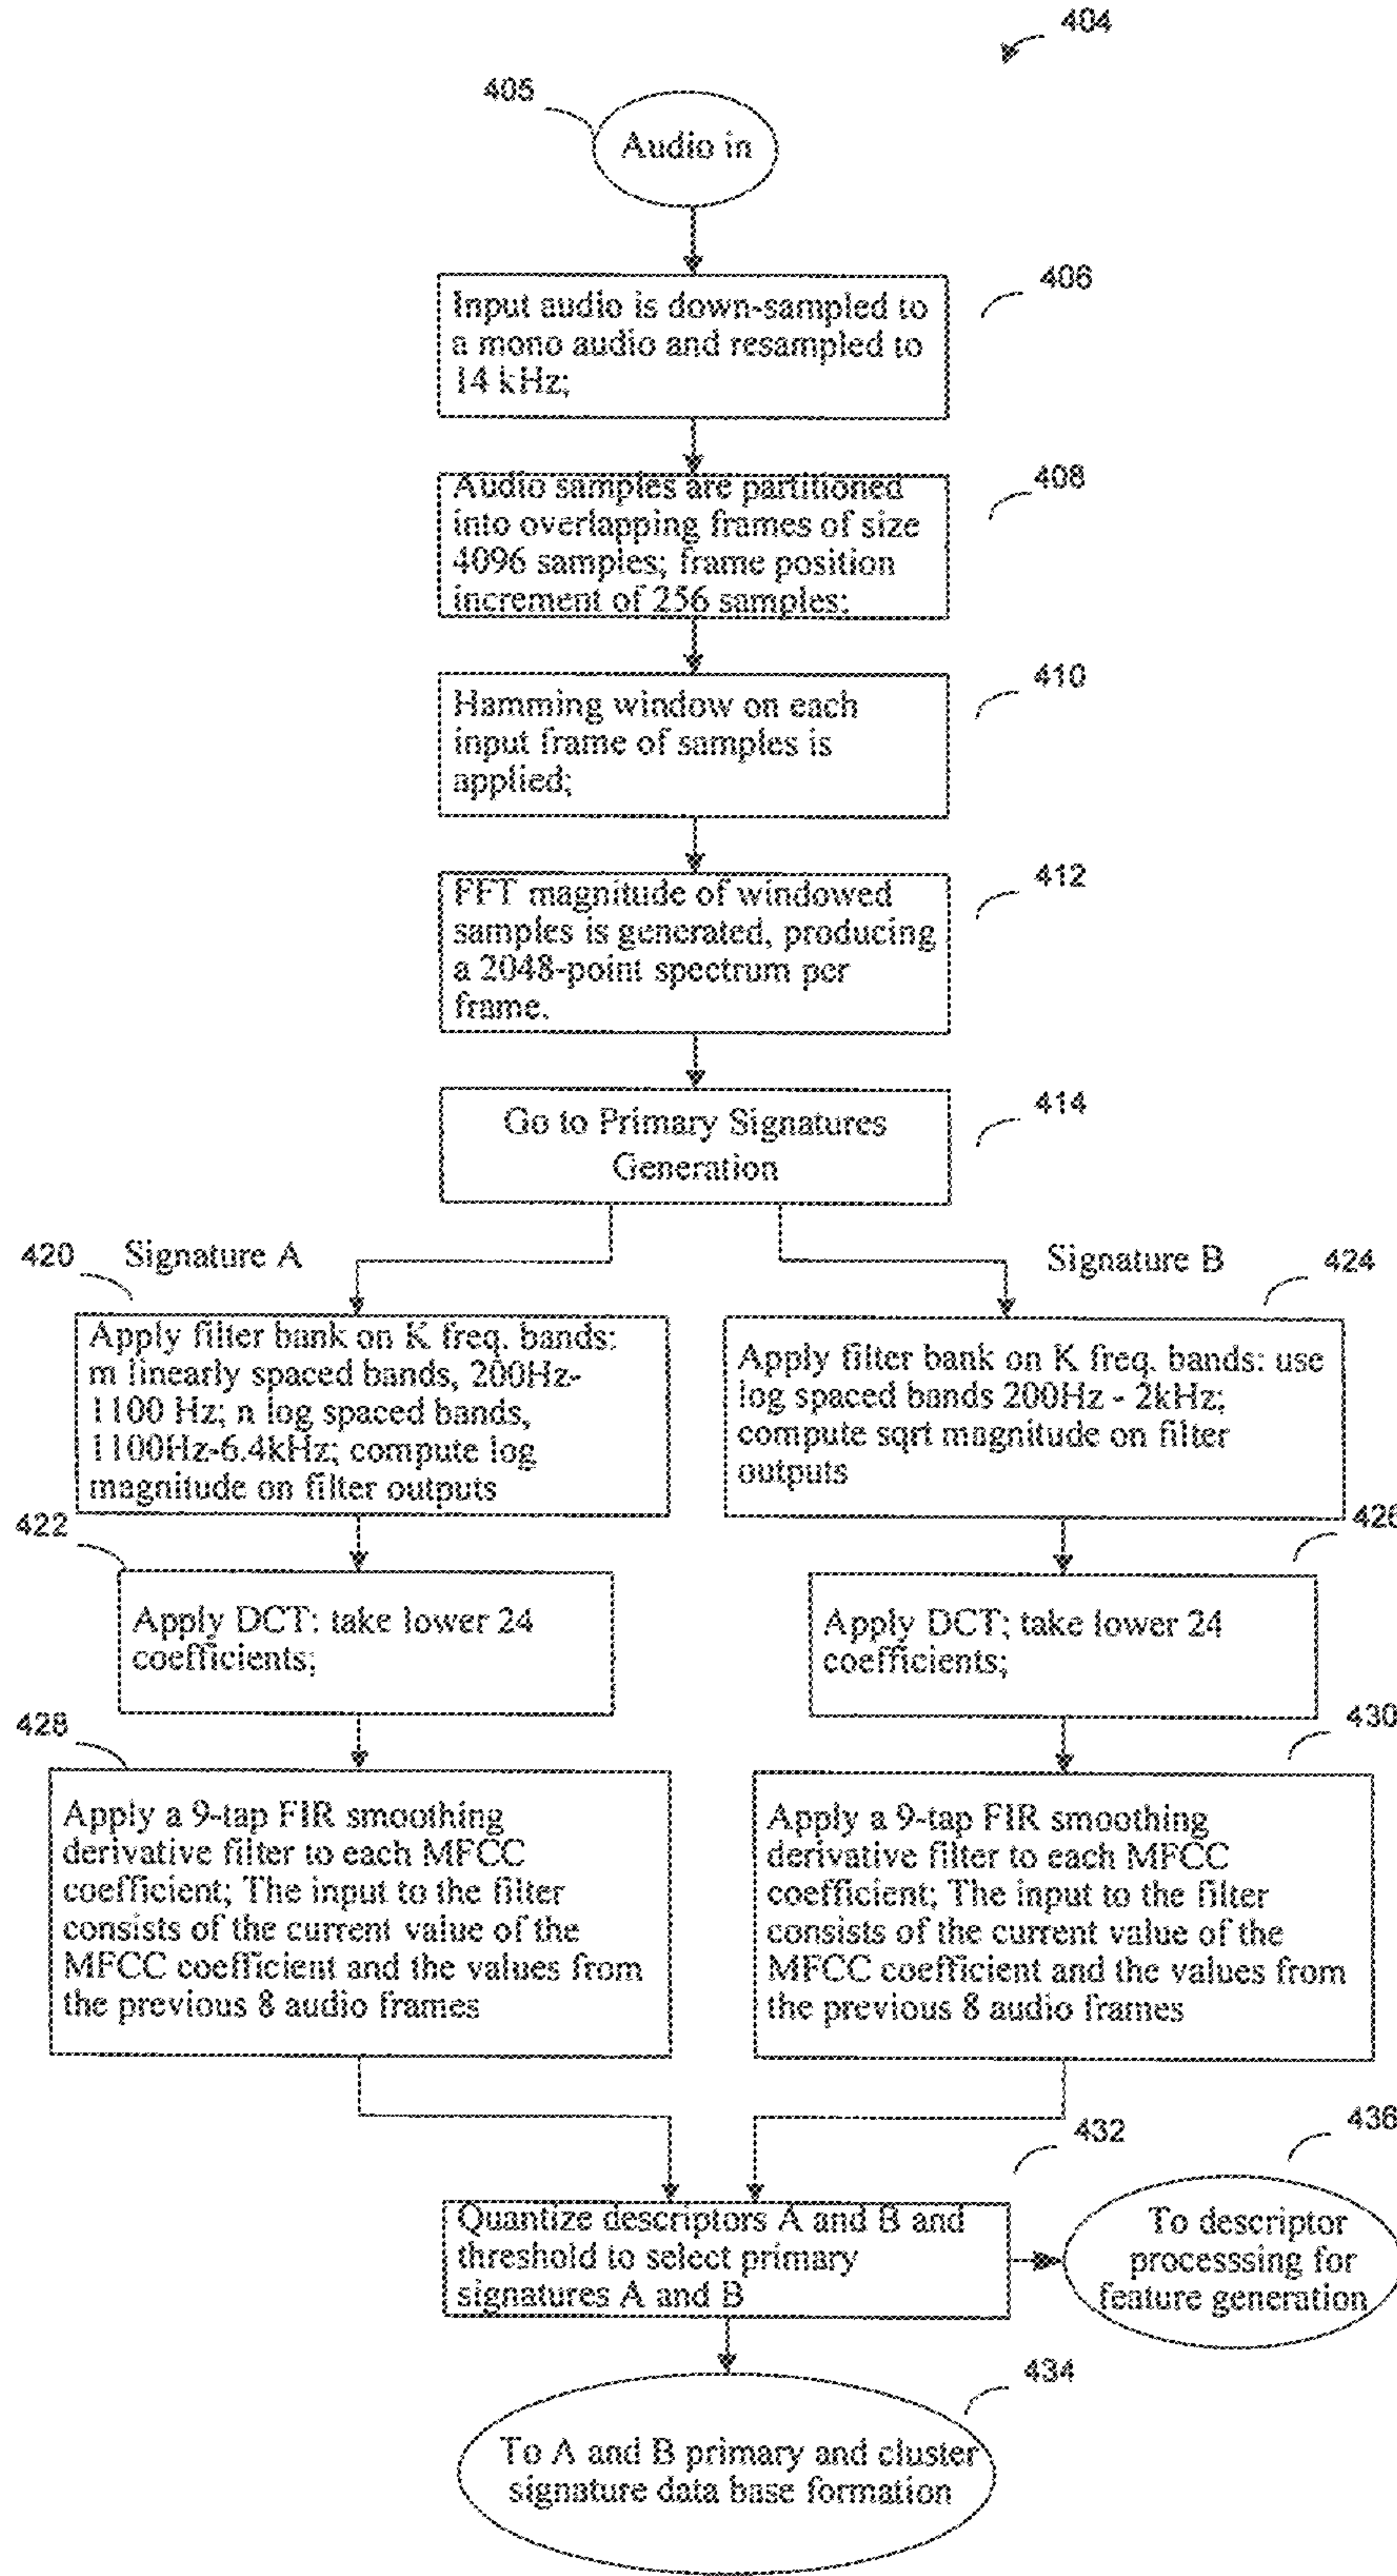 404
405
Audio in
406
Input audio is down-sampled to
a mono audio and resampled to
14 kHz;
408
Audio samples are partitioned
into overlapping frames of size
4096 samples; frame position
increment of 256 samples;
410
Hamming window on each
input frame of samples is
applied;
412
FFT magnitude of windowed
samples is generated, producing
a 2048-point spectrum per
frame.
414
Go to Primary Signatures
Generation
420
Signature A
Apply filter bank on K freq. bands:
m linearly spaced bands, 200Hz-
1100 Hz; n log spaced bands,
1100Hz-6.4kHz; compute log
magnitude on filter outputs
Signature B
424
Apply filter bank on K freq. bands: use
log spaced bands 200Hz - 2kHz;
compute sqrt magnitude on filter
outputs
422
Apply DCT: take lower 24
coefficients;
426
Apply DCT; take lower 24
coefficients;
428
Apply a 9-tap FIR smoothing
derivative filter to each MFCC
coefficient; The input to the filter
consists of the current value of the
MFCC coefficient and the values from
the previous 8 audio frames
430
Apply a 9-tap FIR smoothing
derivative filter to each MFCC
coefficient; The input to the filter
consists of the current value of the
MFCC coefficient and the values from
the previous 8 audio frames
432
Quantize descriptors A and B and
threshold to select primary
signatures A and B
436
To descriptor
processsing for
feature generation
434
To A and B primary and cluster
signature data base formation